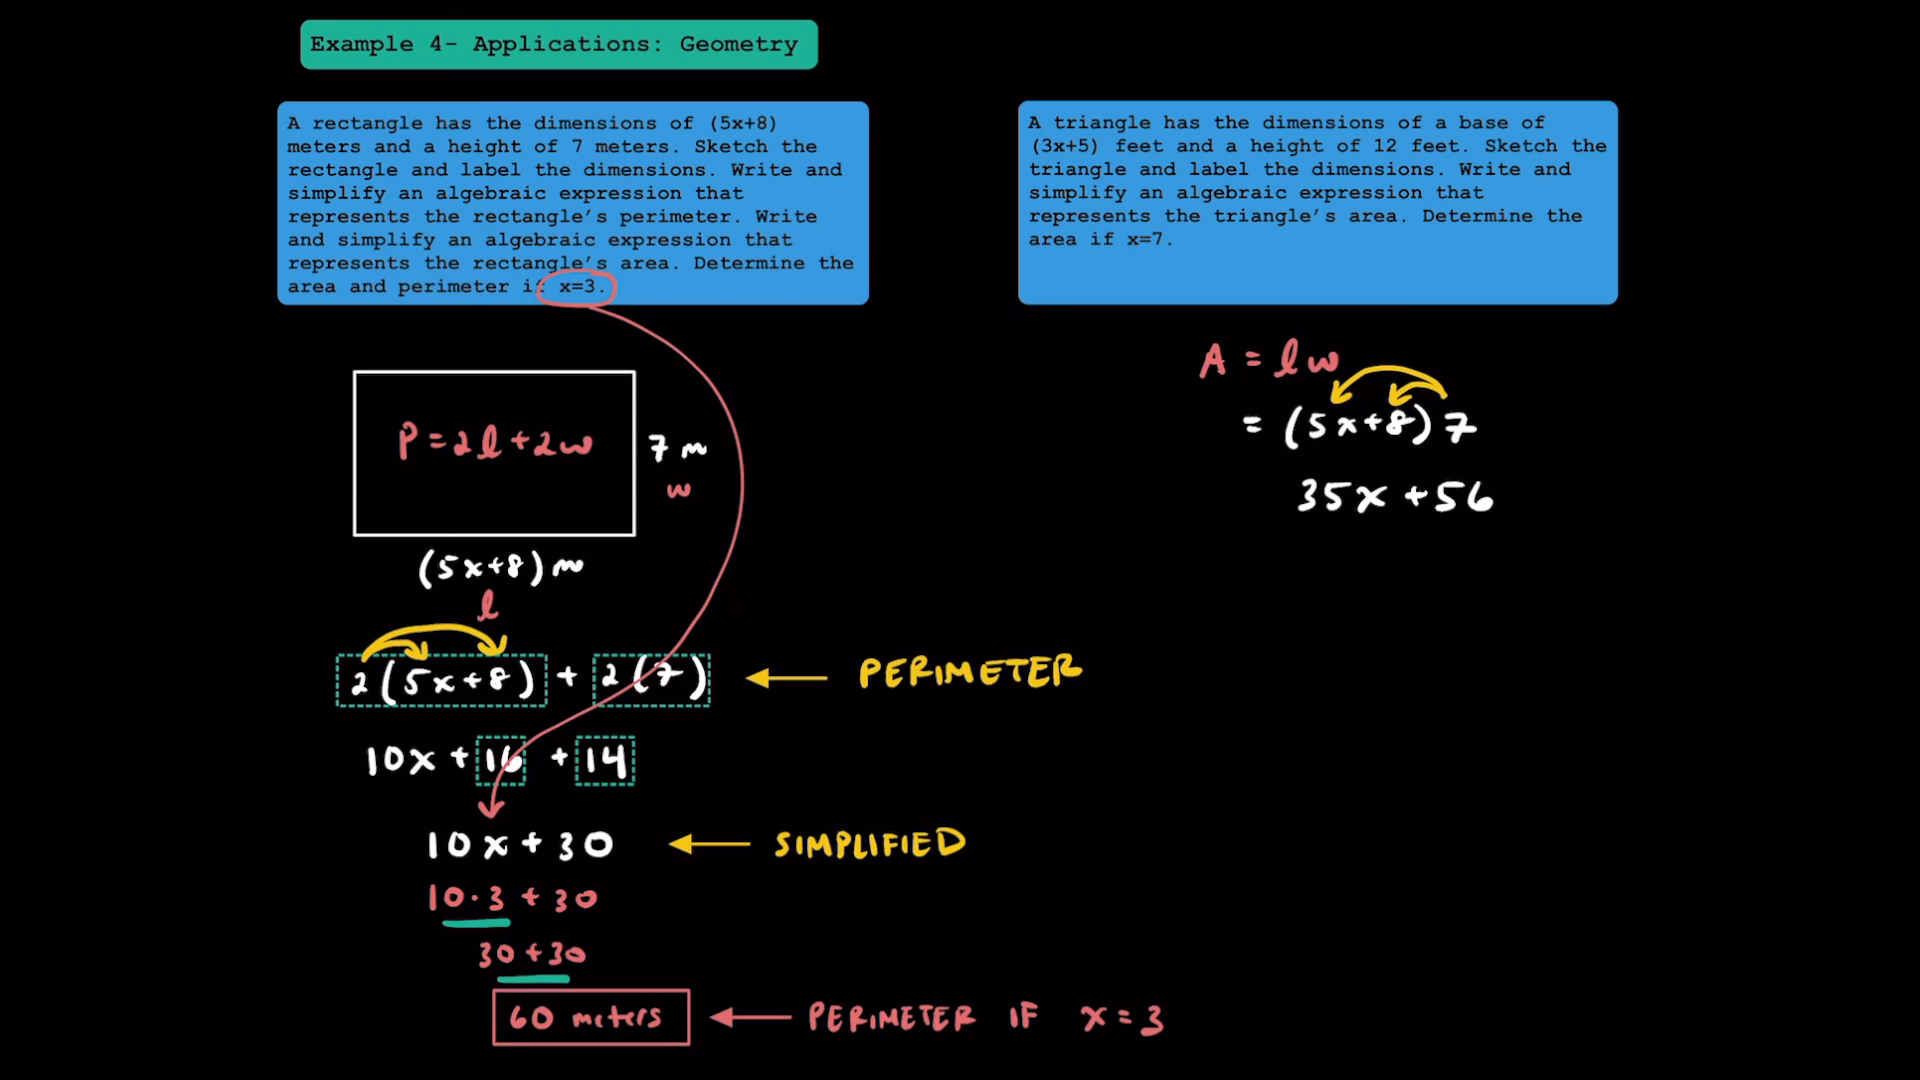 Example 4- Applications: Geometry
A rectangle has the dimensions of (5x+8)
meters and a height of 7 meters. Sketch the
rectangle and label the dimensions. Write and
simplify an algebraic expression that
represents the rectangle's perimeter. Write
and simplify an algebraic expression that
represents the rectangle's area. Determine the
area and perimeter if x=3.
A triangle has the dimensions of a base of
(3x+5) feet and a height of 12 feet. Sketch the
triangle and label the dimensions. Write and
simplify an algebraic expression that
represents the triangle's area. Determine the
area if x=7.
P = 2l + 2w
7 m
w
(5x+8) m
l
2(5x+8) + 2(7) ← PERIMETER
10x + 16 + 14
10x + 30 ← SIMPLIFIED
10·3 + 30
30 + 30
60 meters ← PERIMETER IF x = 3
A = lw
= (5x+8)7
35x + 56